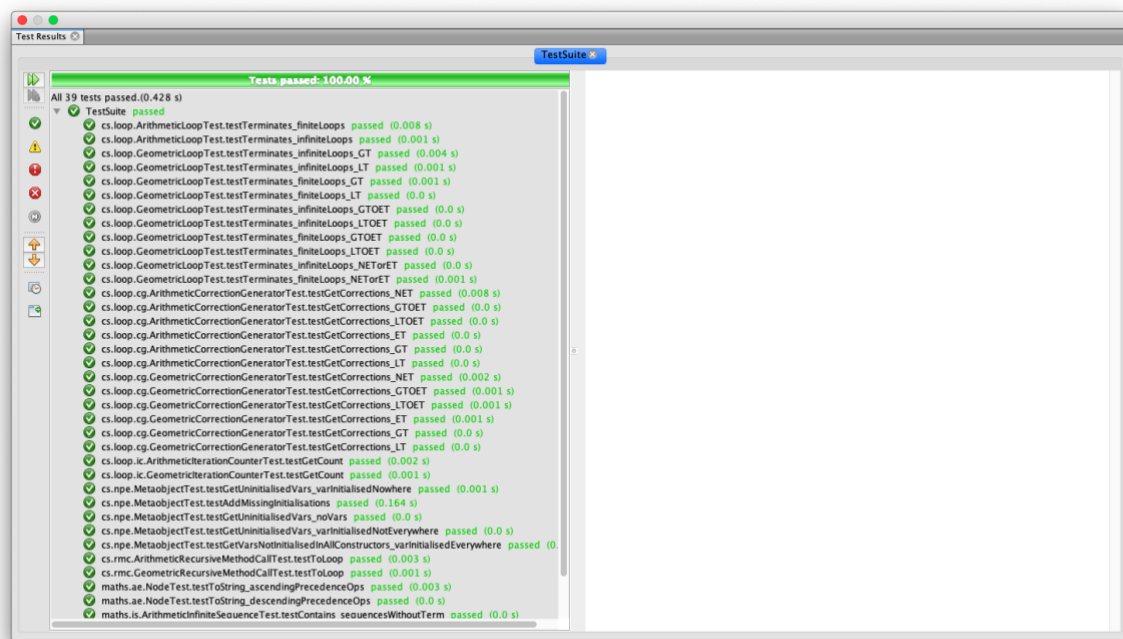 Test Results
TestSuite
Tests passed: 100.00 %
All 39 tests passed.(0.428 s)
TestSuite passed
cs.loop.ArithmeticLoopTest.testTerminates_finiteLoops passed (0.008 s)
cs.loop.ArithmeticLoopTest.testTerminates_infiniteLoops passed (0.001 s)
cs.loop.GeometricLoopTest.testTerminates_infiniteLoops_GT passed (0.004 s)
cs.loop.GeometricLoopTest.testTerminates_infiniteLoops_LT passed (0.001 s)
cs.loop.GeometricLoopTest.testTerminates_finiteLoops_GT passed (0.001 s)
cs.loop.GeometricLoopTest.testTerminates_finiteLoops_LT passed (0.0 s)
cs.loop.GeometricLoopTest.testTerminates_infiniteLoops_GTOET passed (0.0 s)
cs.loop.GeometricLoopTest.testTerminates_infiniteLoops_LTOET passed (0.0 s)
cs.loop.GeometricLoopTest.testTerminates_finiteLoops_GTOET passed (0.0 s)
cs.loop.GeometricLoopTest.testTerminates_finiteLoops_LTOET passed (0.0 s)
cs.loop.GeometricLoopTest.testTerminates_infiniteLoops_NETorET passed (0.0 s)
cs.loop.GeometricLoopTest.testTerminates_finiteLoops_NETorET passed (0.001 s)
cs.loop.cg.ArithmeticCorrectionGeneratorTest.testGetCorrections_NET passed (0.008 s)
cs.loop.cg.ArithmeticCorrectionGeneratorTest.testGetCorrections_GTOET passed (0.0 s)
cs.loop.cg.ArithmeticCorrectionGeneratorTest.testGetCorrections_LTOET passed (0.0 s)
cs.loop.cg.ArithmeticCorrectionGeneratorTest.testGetCorrections_ET passed (0.0 s)
cs.loop.cg.ArithmeticCorrectionGeneratorTest.testGetCorrections_GT passed (0.0 s)
cs.loop.cg.ArithmeticCorrectionGeneratorTest.testGetCorrections_LT passed (0.0 s)
cs.loop.cg.GeometricCorrectionGeneratorTest.testGetCorrections_NET passed (0.002 s)
cs.loop.cg.GeometricCorrectionGeneratorTest.testGetCorrections_GTOET passed (0.001 s)
cs.loop.cg.GeometricCorrectionGeneratorTest.testGetCorrections_LTOET passed (0.001 s)
cs.loop.cg.GeometricCorrectionGeneratorTest.testGetCorrections_ET passed (0.001 s)
cs.loop.cg.GeometricCorrectionGeneratorTest.testGetCorrections_GT passed (0.0 s)
cs.loop.cg.GeometricCorrectionGeneratorTest.testGetCorrections_LT passed (0.0 s)
cs.loop.ic.ArithmeticIterationCounterTest.testGetCount passed (0.002 s)
cs.loop.ic.GeometricIterationCounterTest.testGetCount passed (0.001 s)
cs.npe.MetaobjectTest.testGetUninitialisedVars_varInitialisedNowhere passed (0.001 s)
cs.npe.MetaobjectTest.testAddMissingInitialisations passed (0.164 s)
cs.npe.MetaobjectTest.testGetUninitialisedVars_noVars passed (0.0 s)
cs.npe.MetaobjectTest.testGetUninitialisedVars_varInitialisedNotEverywhere passed (0.0 s)
cs.npe.MetaobjectTest.testGetVarsNotInitialisedInAllConstructors_varInitialisedEverywhere passed (0.
cs.rmc.ArithmeticRecursiveMethodCallTest.testToLoop passed (0.003 s)
cs.rmc.GeometricRecursiveMethodCallTest.testToLoop passed (0.001 s)
maths.ae.NodeTest.testToString_ascendingPrecedenceOps passed (0.003 s)
maths.ae.NodeTest.testToString_descendingPrecedenceOps passed (0.0 s)
maths.is.ArithmeticInfiniteSequenceTest.testContains_sequencesWithoutTerm passed (0.0 s)